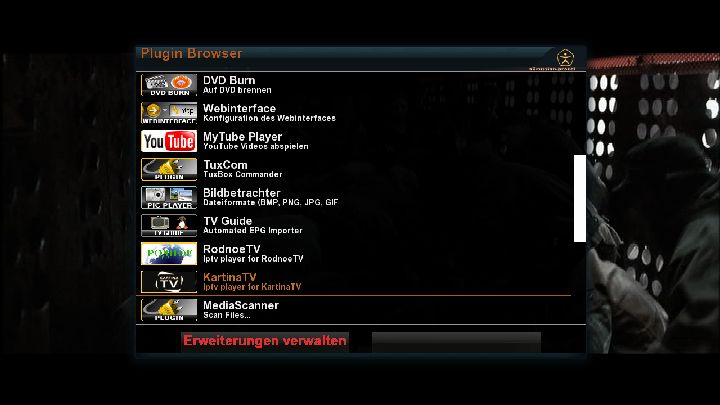 Plugin Browser
DVD Burn
Auf DVD brennen
DVD BURN
Webinterface
Konfiguration des Webinterfaces
WEBINTERFACE
MyTube Player
YouTube Videos abspielen
YouTube
TuxCom
TuxBox Commander
PLUGIN
Bildbetrachter
Dateiformate (BMP, PNG, JPG, GIF
PIC PLAYER
TV Guide
Automated EPG Importer
TV GUIDE
RodnoeTV
Iptv player for RodnoeTV
KartinaTV
Iptv player for KartinaTV
KARTINA
TV
MediaScanner
Scan Files...
PLUGIN
Erweiterungen verwalten